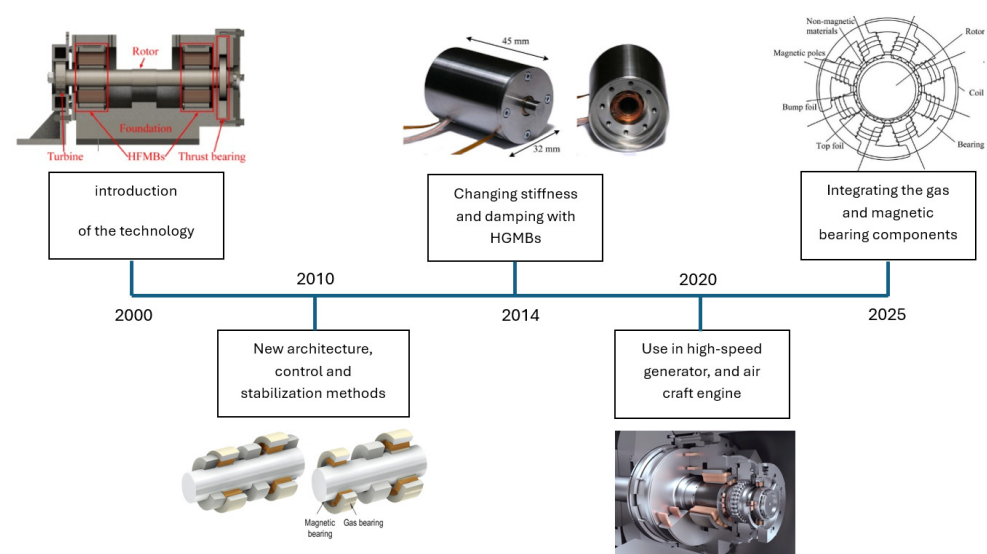 Rotor
Foundation
Turbine
HFMBs
Thrust bearing
45 mm
32 mm
Non-magnetic
materials
Rotor
Magnetic poles
Coil
Bump foil
Top foil
Bearing
introduction
of the technology
Changing stiffness
and damping with
HGMBs
Integrating the gas
and magnetic
bearing components
2010
2020
2000
2014
2025
New architecture,
control and
stabilization methods
Use in high-speed
generator, and air
craft engine
Magnetic
bearing
Gas bearing